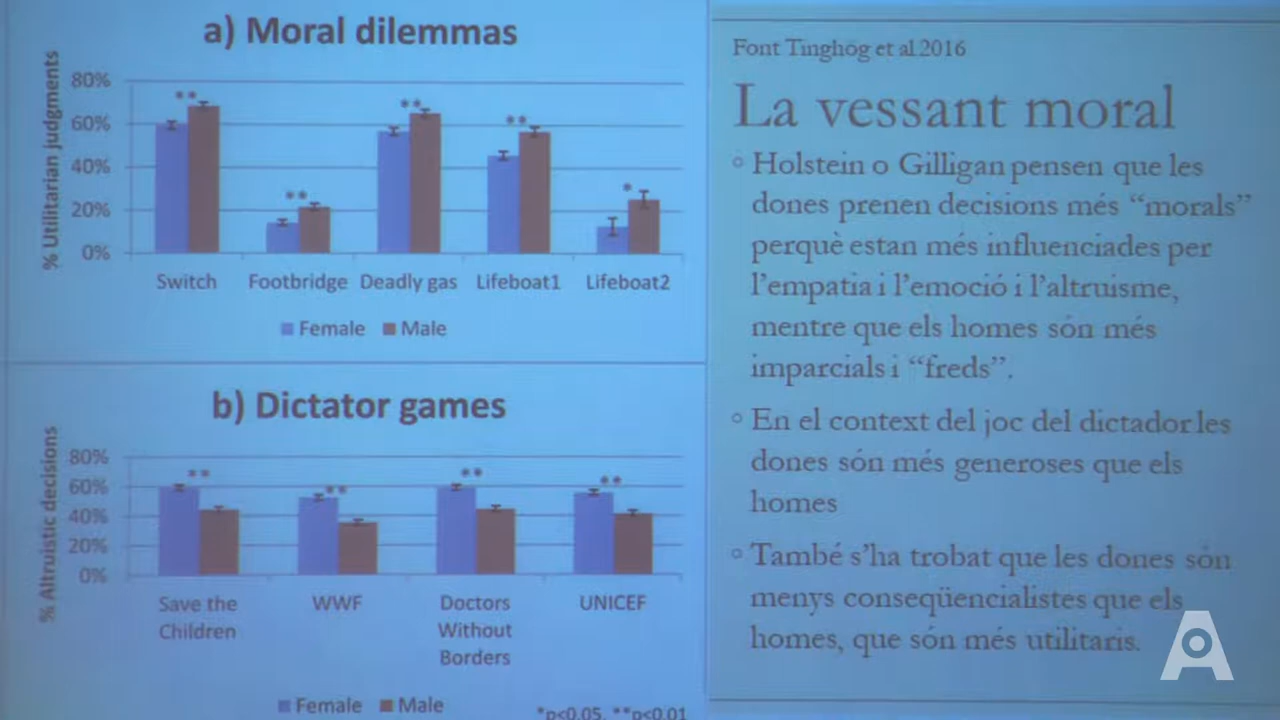 a) Moral dilemmas
% Utilitarian judgments
80%
60%
40%
20%
0%
**
**
**
**
*
Switch
Footbridge
Deadly gas
Lifeboat1
Lifeboat2
Female
Male
b) Dictator games
% Altruistic decisions
80%
60%
40%
20%
0%
**
**
**
**
Save the
Children
WWF
Doctors
Without
Borders
UNICEF
Female
Male
*p<0.05, **p<0.01
Font Tinghög et al 2016
La vessant moral
Holstein o Gilligan pensen que les
dones prenen decisions més “morals”
perquè estan més influenciades per
l’empatia i l’emoció i l’altruisme,
mentre que els homes són més
imparcials i “freds”.
En el context del joc del dictador les
dones són més generoses que els
homes
També s’ha trobat que les dones són
menys conseqüencialistes que els
homes, que són més utilitaris.
A